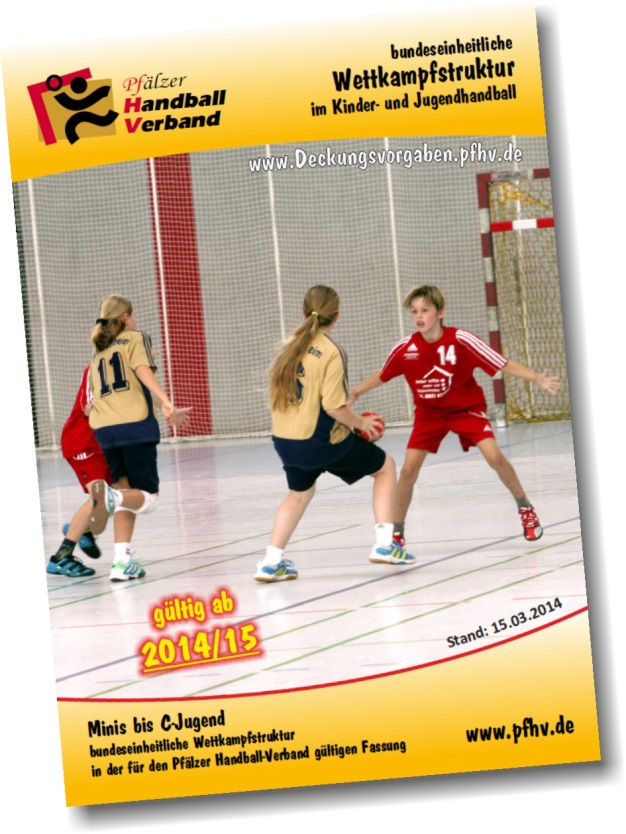 Pfälzer
Handball
Verband
bundeseinheitliche
Wettkampfstruktur
im Kinder- und Jugendhandball
www.Deckungsvorgaben.pfhv.de
11
14
gültig ab
2014/15
Stand: 15.03.2014
Minis bis C-Jugend
bundeseinheitliche Wettkampfstruktur
in der für den Pfälzer Handball-Verband gültigen Fassung
www.pfhv.de